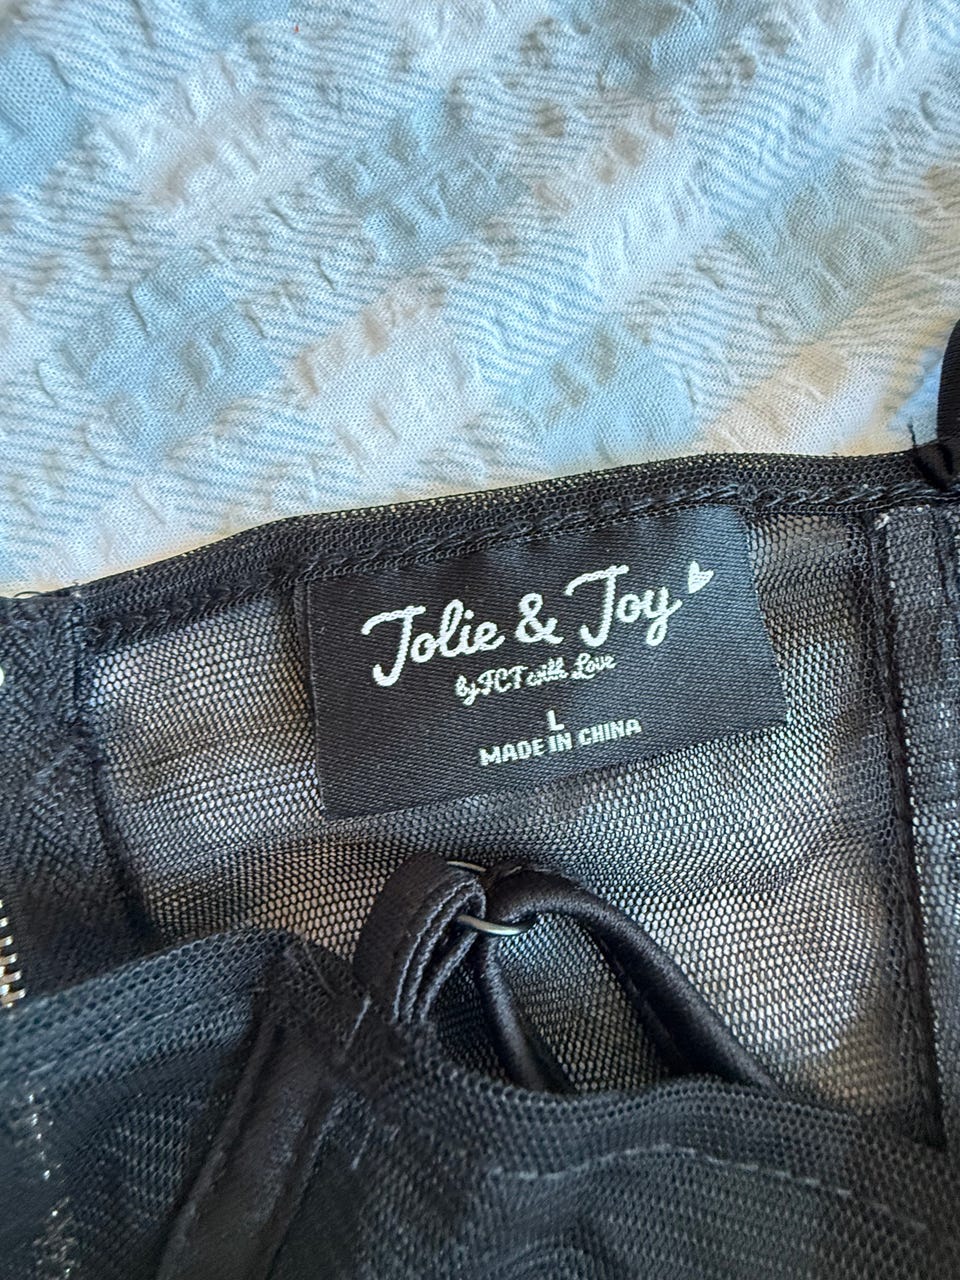 Jolie & Joy
by FCT with Love
L
MADE IN CHINA